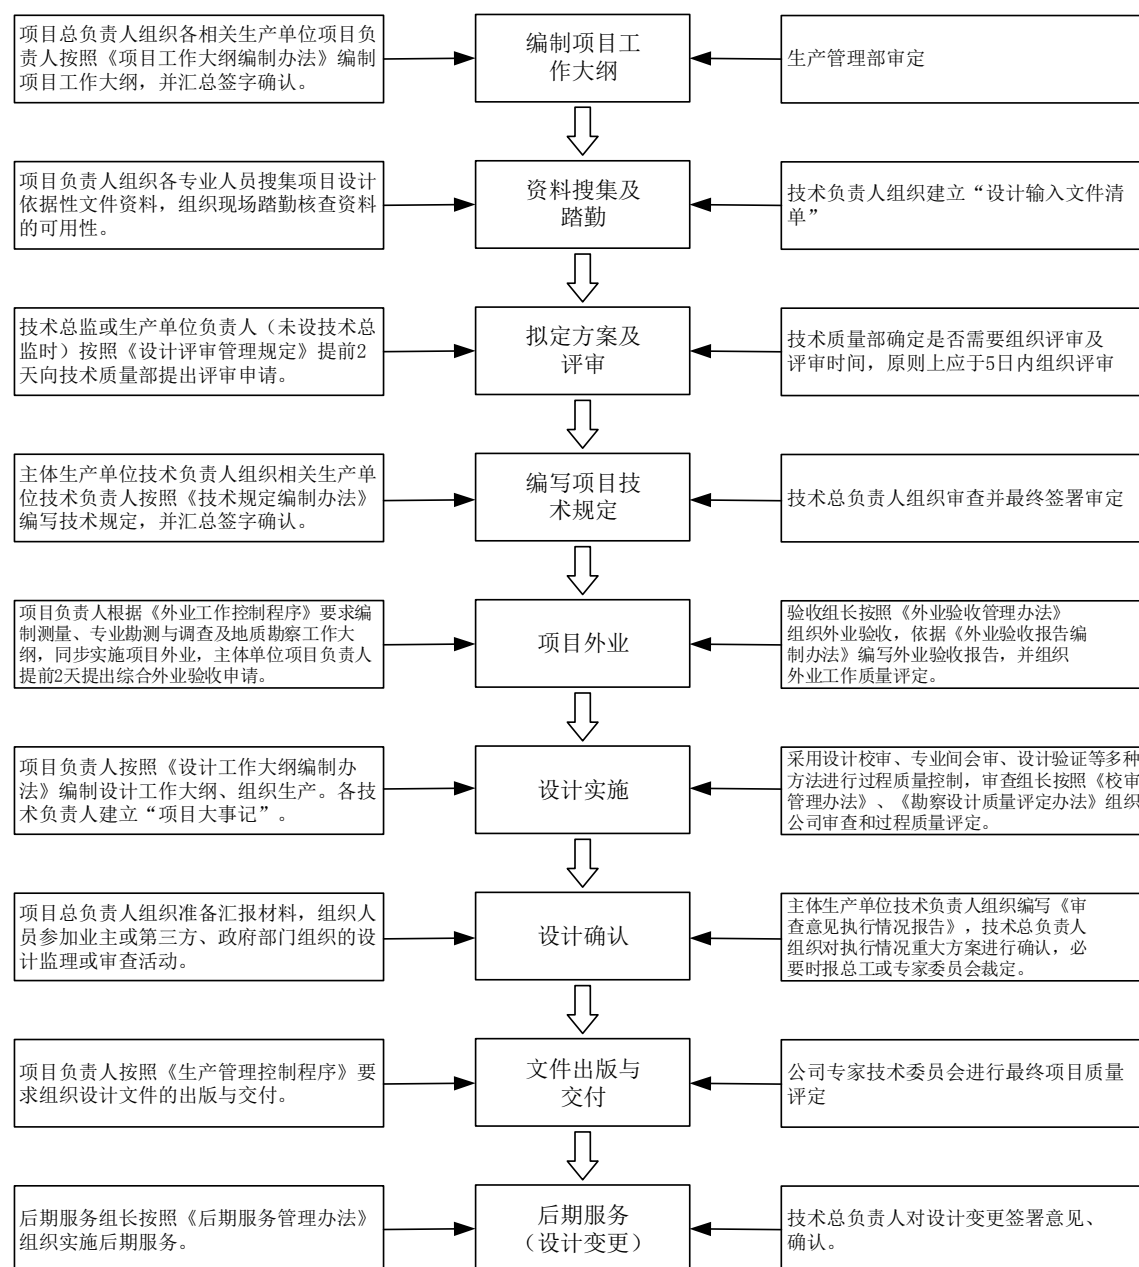 项目总负责人组织各相关生产单位项目负
责人按照《项目工作大纲编制办法》编制
项目工作大纲，并汇总签字确认。
编制项目工
作大纲
生产管理部审定
项目负责人组织各专业人员搜集项目设计
依据性文件资料，组织现场踏勤核查资料
的可用性。
资料搜集及
踏勤
技术负责人组织建立“设计输入文件清
单”
技术总监或生产单位负责人（未设技术总
监时）按照《设计评审管理规定》提前2
天向技术质量部提出评审申请。
拟定方案及
评审
技术质量部确定是否需要组织评审及
评审时间，原则上应于5日内组织评审
主体生产单位技术负责人组织相关生产单
位技术负责人按照《技术规定编制办法》
编写技术规定，并汇总签字确认。
编写项目技
术规定
技术总负责人组织审查并最终签署审定
项目负责人根据《外业工作控制程序》要求编
制测量、专业勘测与调查及地质勘察工作大
纲，同步实施项目外业，主体单位项目负责人
提前2天提出综合外业验收申请。
项目外业
验收组长按照《外业验收管理办法》
组织外业验收，依据《外业验收报告编
制办法》编写外业验收报告，并组织
外业工作质量评定。
项目负责人按照《设计工作大纲编制办
法》编制设计工作大纲、组织生产。各技
术负责人建立“项目大事记”。
设计实施
采用设计校审、专业间会审、设计验证等多种
方法进行过程质量控制，审查组长按照《校审
管理办法》、《勘察设计质量评定办法》组织
公司审查和过程质量评定。
项目总负责人组织准备汇报材料，组织人
员参加业主或第三方、政府部门组织的设
计监理或审查活动。
设计确认
主体生产单位技术负责人组织编写《审
查意见执行情况报告》，技术总负责人
组织对执行情况重大方案进行确认，必
要时报总工或专家委员会裁定。
项目负责人按照《生产管理控制程序》要
求组织设计文件的出版与交付。
文件出版与
交付
公司专家技术委员会进行最终项目质量
评定
后期服务组长按照《后期服务管理办法》
组织实施后期服务。
后期服务
（设计变更）
技术总负责人对设计变更签署意见、
确认。